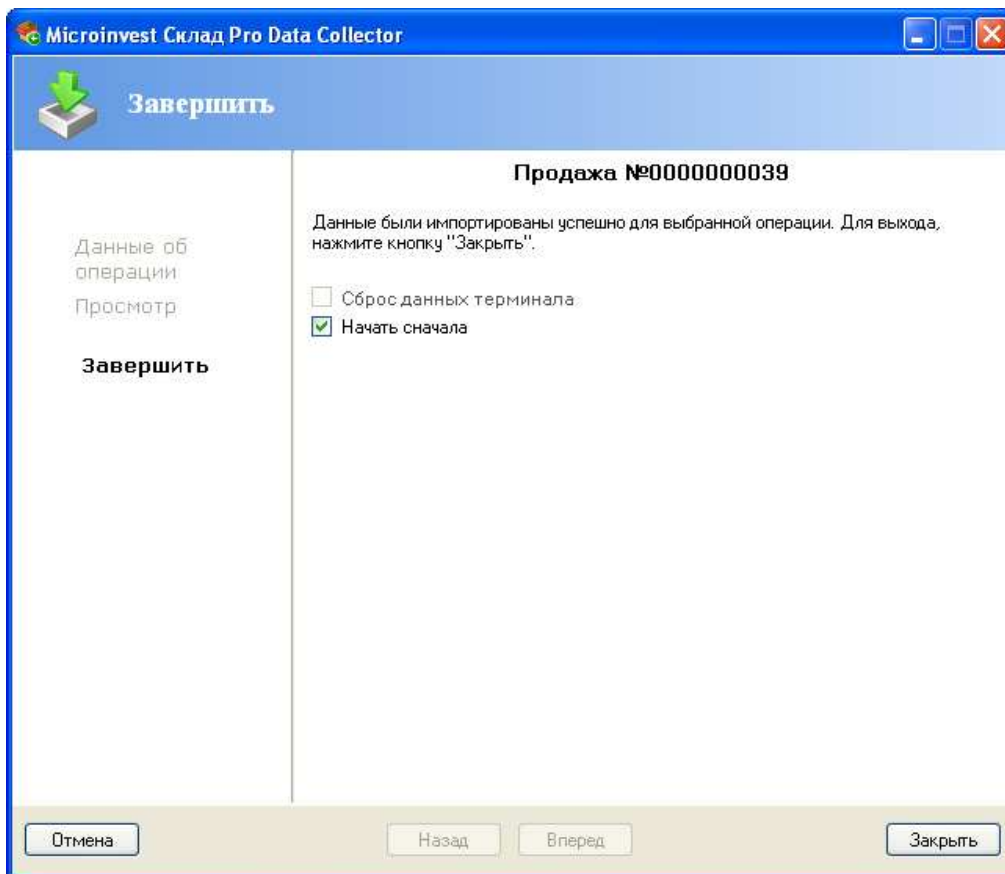 Microinvest Склад Pro Data Collector
Завершить
Продажа №0000000039
Данные были импортированы успешно для выбранной операции. Для выхода,
нажмите кнопку "Закрыть".
Данные об
операции
Просмотр
Завершить
Сброс данных терминала
Начать сначала
Отмена
Назад
Вперед
Закрыть